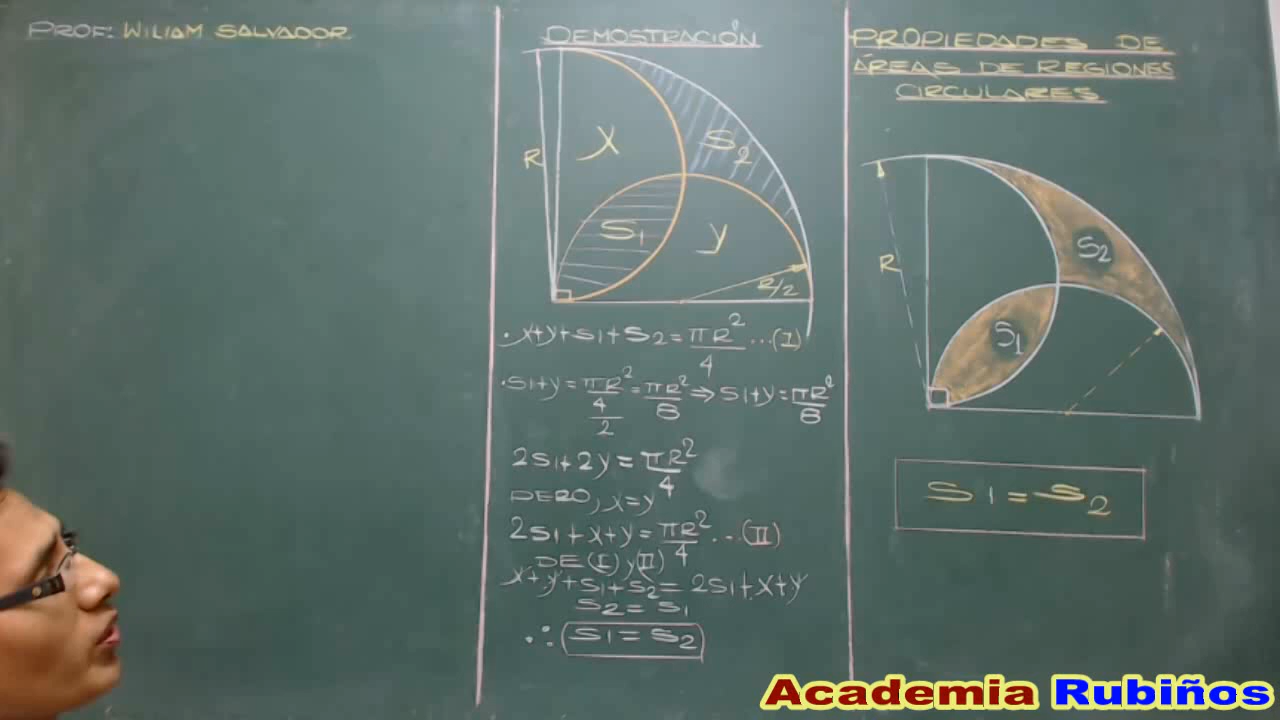 PROF: WILIAM SALVADOR
DEMOSTRACIÓN
R
X
S2
S1
y
R/2
. x+y+S1+S2 = πR²/4 ...(I)
. S1+y = πR²/4/2 = πR²/8 ⇒ S1+y = πR²/8
2S1+2y = πR²/4
PERO, x=y
2S1+x+y = πR²/4 ...(II)
DE (I) y (II)
x+y+S1+S2 = 2S1+x+y
S2 = S1
∴ S1 = S2
PROPIEDADES DE
ÁREAS DE REGIONES
CIRCULARES
R
S2
S1
S1 = S2
Academia Rubiños